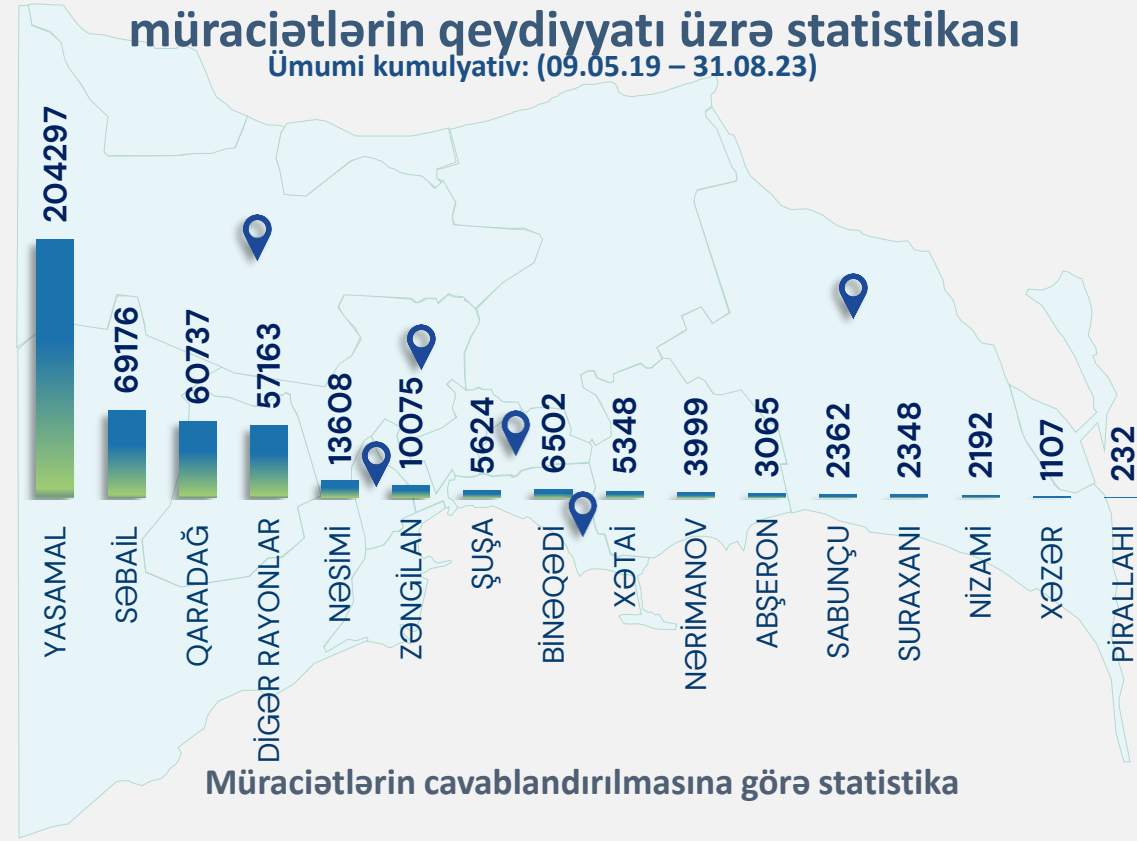 müraciətlərin qeydiyyatı üzrə statistikası
Ümumi kumulyativ: (09.05.19 – 31.08.23)
204297
69176
60737
57163
13608
10075
5624
6502
5348
3999
3065
2362
2348
2192
1107
232
YASAMAL
SƏBAİL
QARADAĞ
DİGƏR RAYONLAR
NƏSİMİ
ZƏNGİLAN
ŞUŞA
BİNƏQƏDİ
XƏTAİ
NƏRİMANOV
ABŞERON
SABUNÇU
SURAXANI
NİZAMİ
XƏZƏR
PİRALLAHI
Müraciətlərin cavablandırılmasına görə statistika